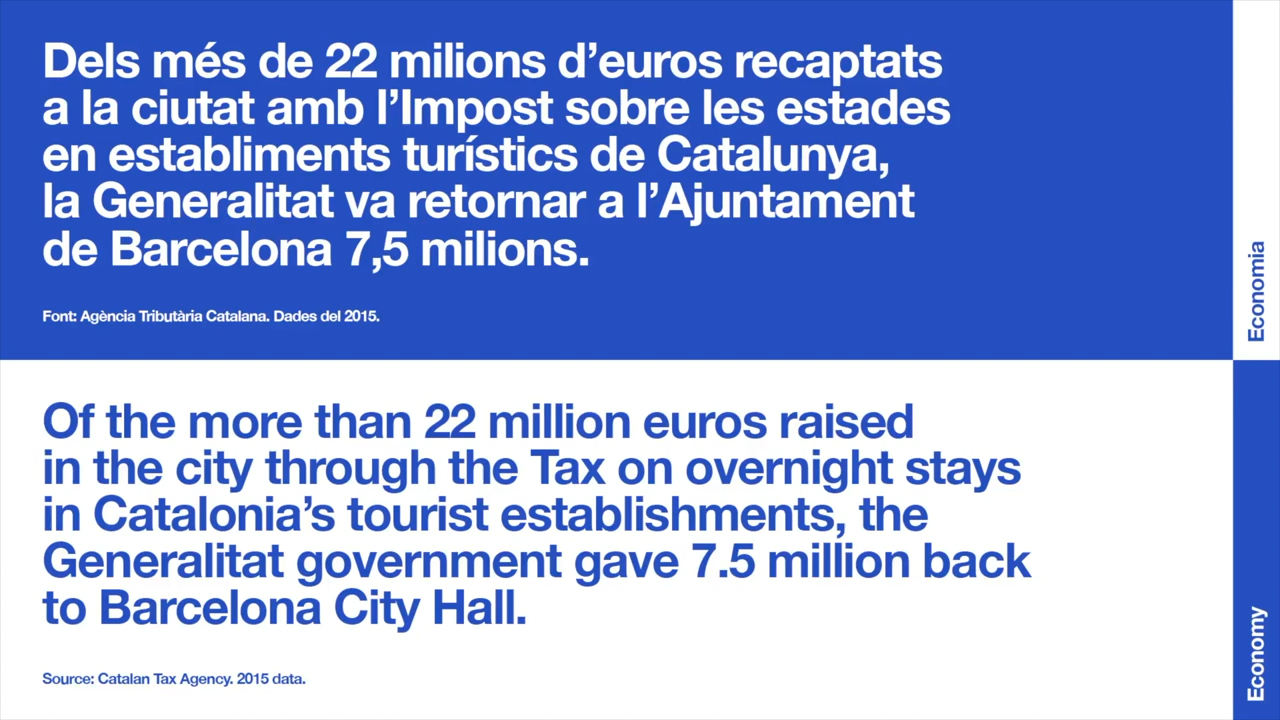 Dels més de 22 milions d’euros recaptats
a la ciutat amb l’Impost sobre les estades
en establiments turístics de Catalunya,
la Generalitat va retornar a l’Ajuntament
de Barcelona 7,5 milions.
Font: Agència Tributària Catalana. Dades del 2015.
Economia
Of the more than 22 million euros raised
in the city through the Tax on overnight stays
in Catalonia’s tourist establishments, the
Generalitat government gave 7.5 million back
to Barcelona City Hall.
Source: Catalan Tax Agency. 2015 data.
Economy